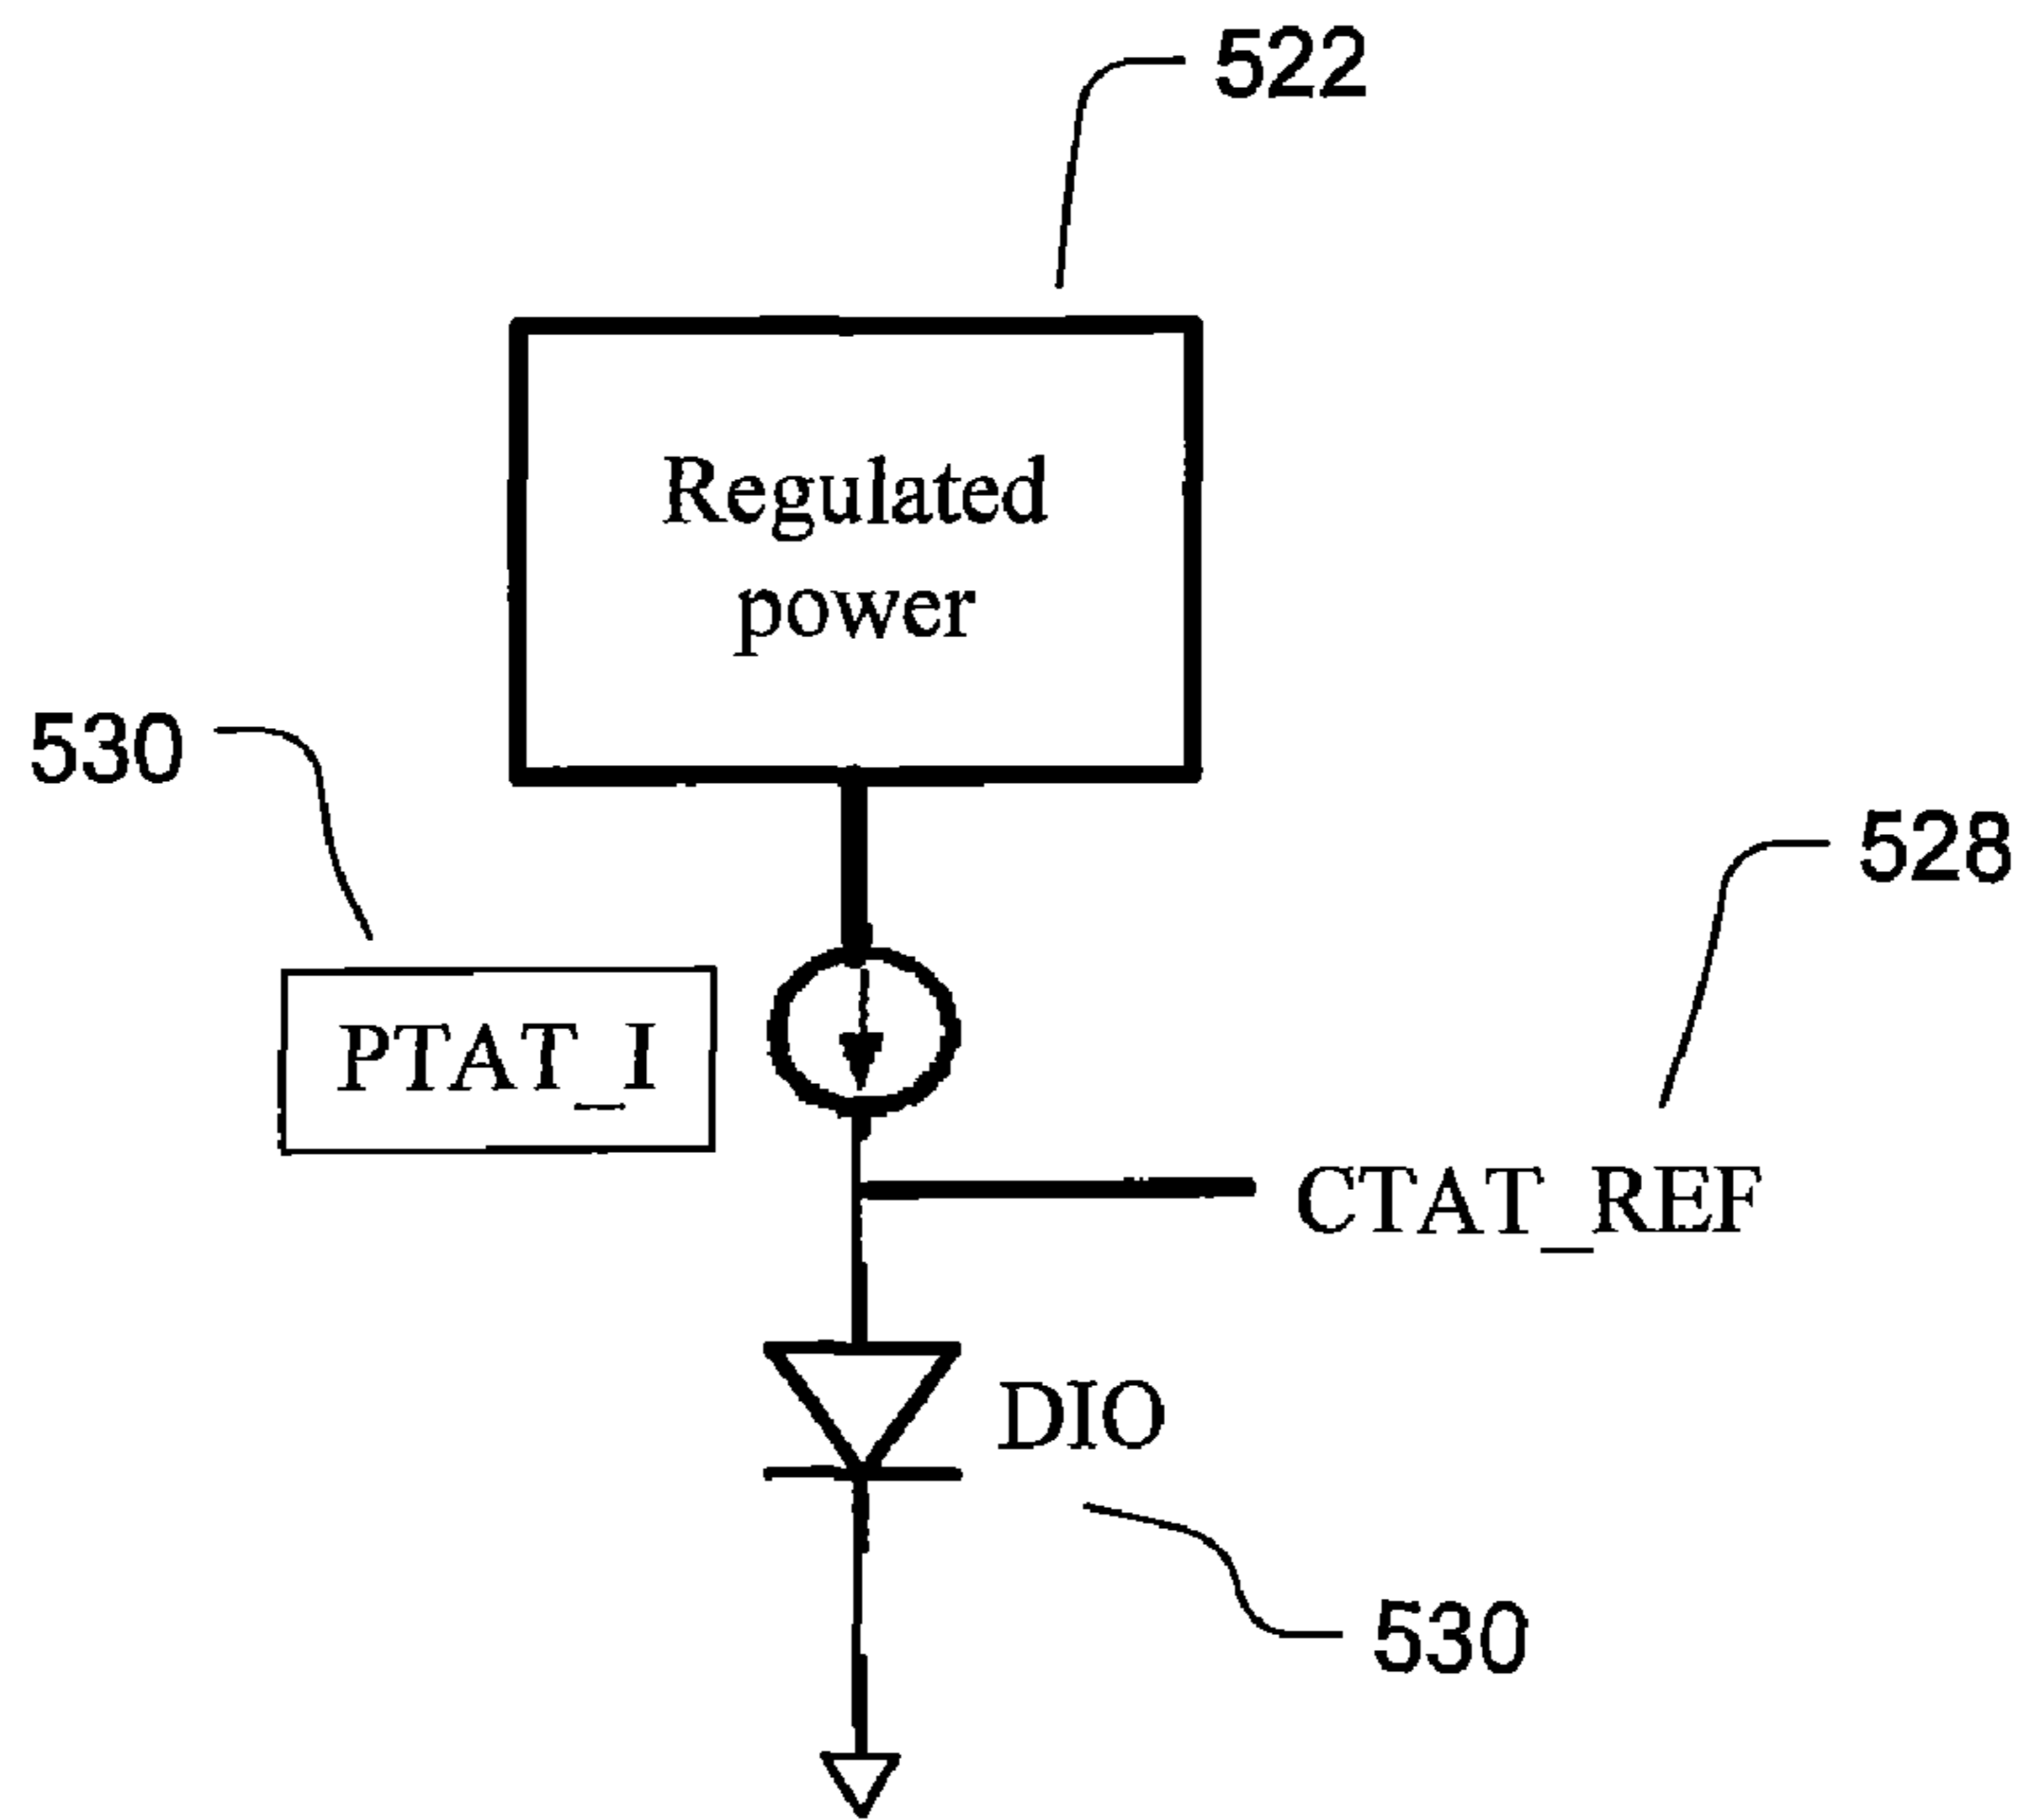 522
Regulated
power
530
528
PTAT_I
CTAT_REF
DIO
530